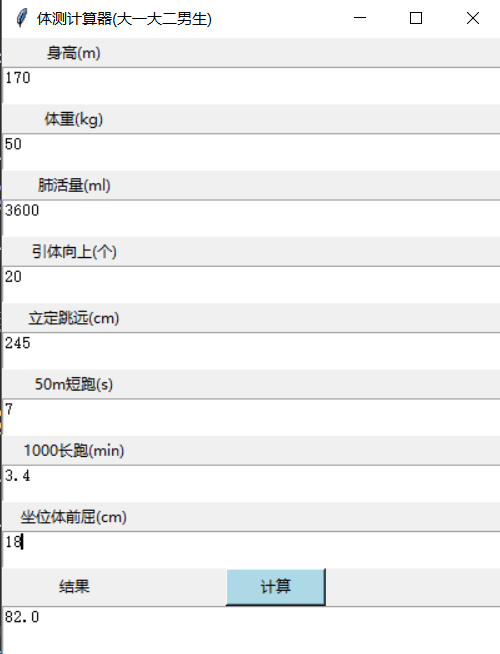 体测计算器(大一大二男生)
身高(m)
170
体重(kg)
50
肺活量(ml)
3600
引体向上(个)
20
立定跳远(cm)
245
50m短跑(s)
7
1000长跑(min)
3.4
坐位体前屈(cm)
18
结果 计算
82.0